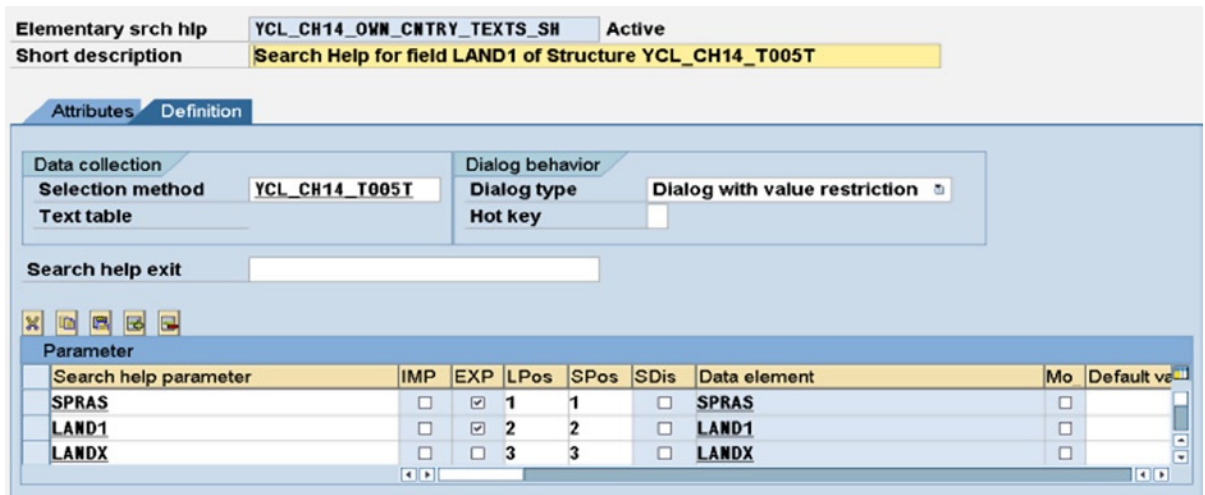 Elementary srch hlp YCL_CH14_OWN_CNTRY_TEXTS_SH Active
Short description Search Help for field LAND1 of Structure YCL_CH14_T005T
Attributes Definition
Data collection Dialog behavior
Selection method YCL_CH14_T005T Dialog type Dialog with value restriction
Text table Hot key
Search help exit
Parameter
Search help parameter IMP EXP LPos SPos SDis Data element Mo Default va
SPRAS 1 1 SPRAS
LAND1 2 2 LAND1
LANDX 3 3 LANDX